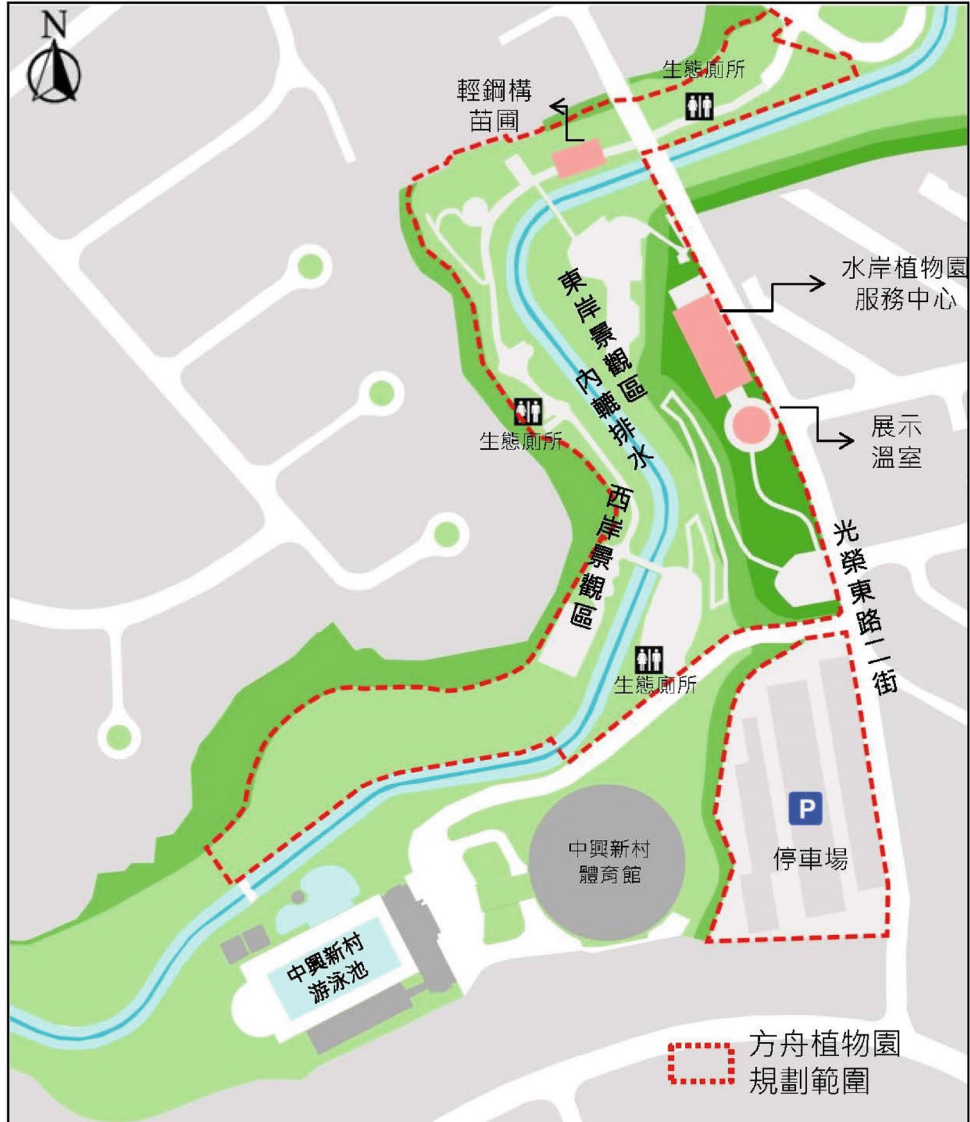 N
生態廁所
輕鋼構
苗圃
水岸植物園
服務中心
東岸景觀區
內轆排水
生態廁所
展示
溫室
西岸景觀區
光榮東路二街
生態廁所
P
停車場
中興新村
體育館
中興新村
游泳池
方舟植物園
規劃範圍